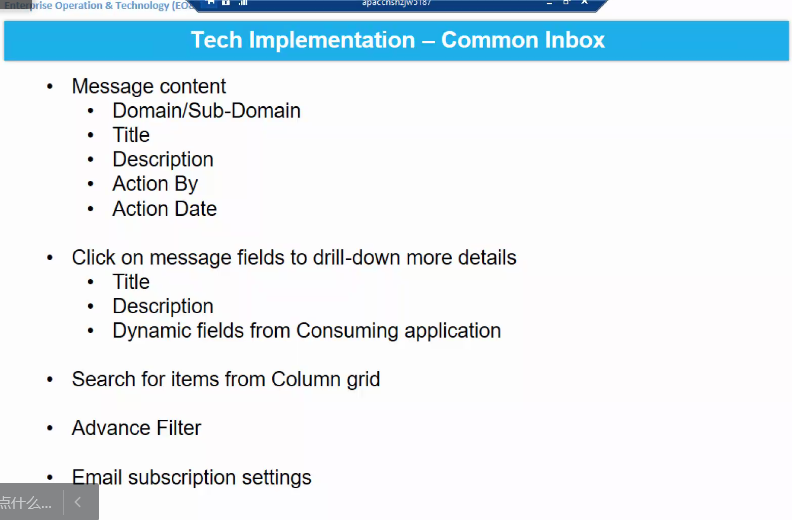 Enterprise Operation & Technology (EO&
apaccnshzjw5187
Tech Implementation – Common Inbox
• Message content
• Domain/Sub-Domain
• Title
• Description
• Action By
• Action Date
• Click on message fields to drill-down more details
• Title
• Description
• Dynamic fields from Consuming application
• Search for items from Column grid
• Advance Filter
• Email subscription settings
点什么...